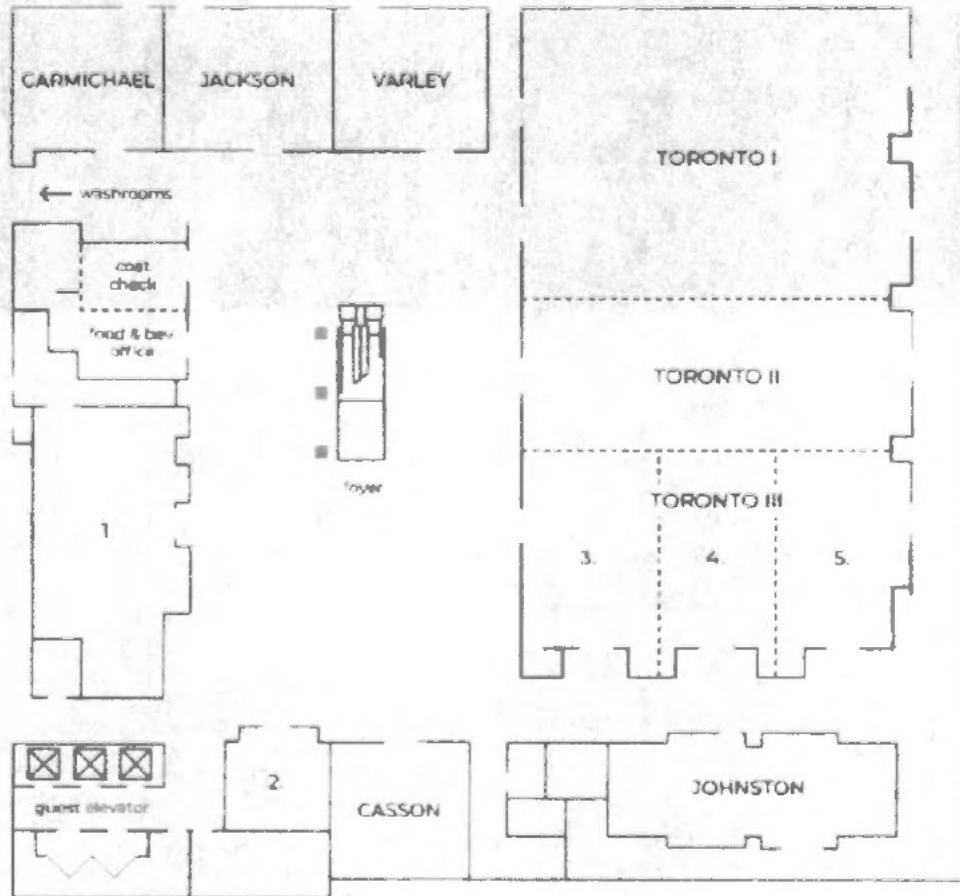 CARMICHAEL
JACKSON
VARLEY
TORONTO I
← washrooms
coat
check
food & bev
office
TORONTO II
foyer
TORONTO III
1.
3.
4.
5.
2.
guest elevator
CASSON
JOHNSTON